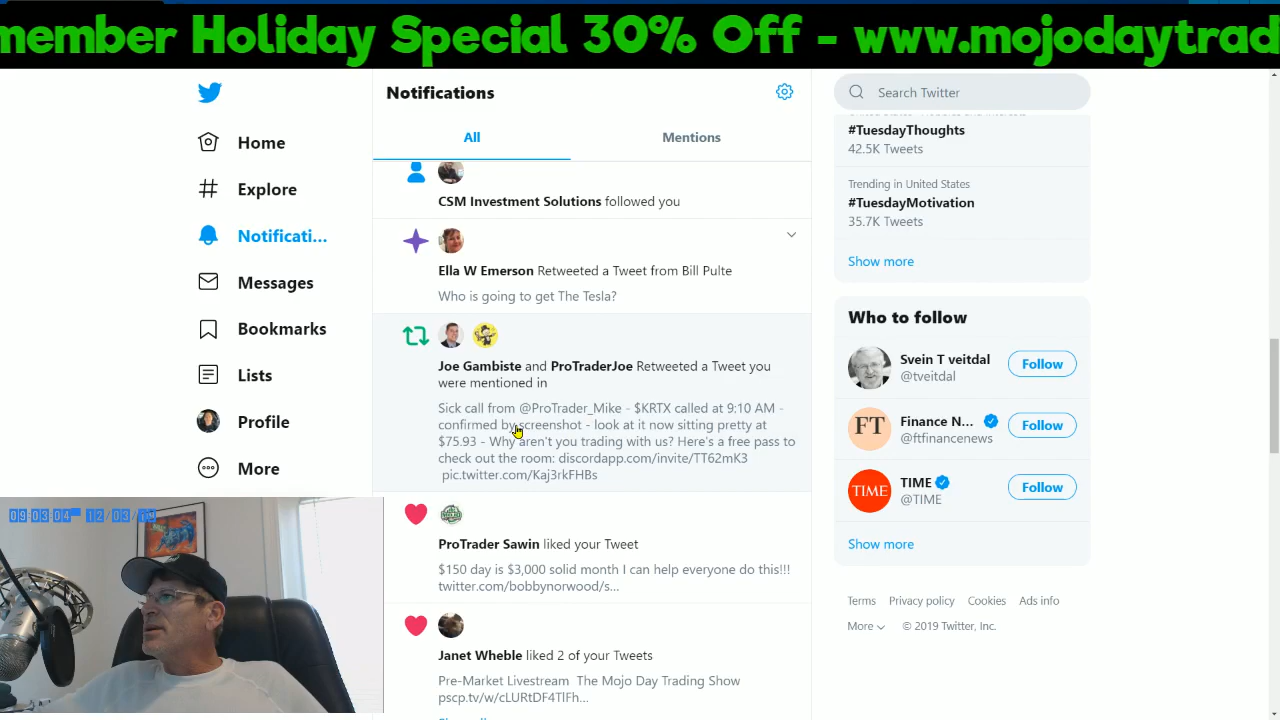 member Holiday Special 30% Off - www.mojodaytrad
Home
Explore
Notificati...
Messages
Bookmarks
Lists
Profile
More
09:03:04 12/03/
Notifications
All
Mentions
CSM Investment Solutions followed you
Ella W Emerson Retweeted a Tweet from Bill Pulte
Who is going to get The Tesla?
Joe Gambiste and ProTraderJoe Retweeted a Tweet you
were mentioned in
Sick call from @ProTrader_Mike - $KRTX called at 9:10 AM -
confirmed by screenshot - look at it now sitting pretty at
$75.93 - Why aren't you trading with us? Here's a free pass to
check out the room: discordapp.com/invite/TT62mK3
pic.twitter.com/Kaj3rkFHBs
ProTrader Sawin liked your Tweet
$150 day is $3,000 solid month I can help everyone do this!!!
twitter.com/bobbynorwood/s...
Janet Wheble liked 2 of your Tweets
Pre-Market Livestream The Mojo Day Trading Show
pscp.tv/w/cLURtDF4TlFh...
Search Twitter
#TuesdayThoughts
42.5K Tweets
Trending in United States
#TuesdayMotivation
35.7K Tweets
Show more
Who to follow
Svein T veitdal
@tveitdal
Follow
FT
Finance N...
@ftfinancenews
Follow
TIME
TIME
@TIME
Follow
Show more
Terms Privacy policy Cookies Ads info
More © 2019 Twitter, Inc.